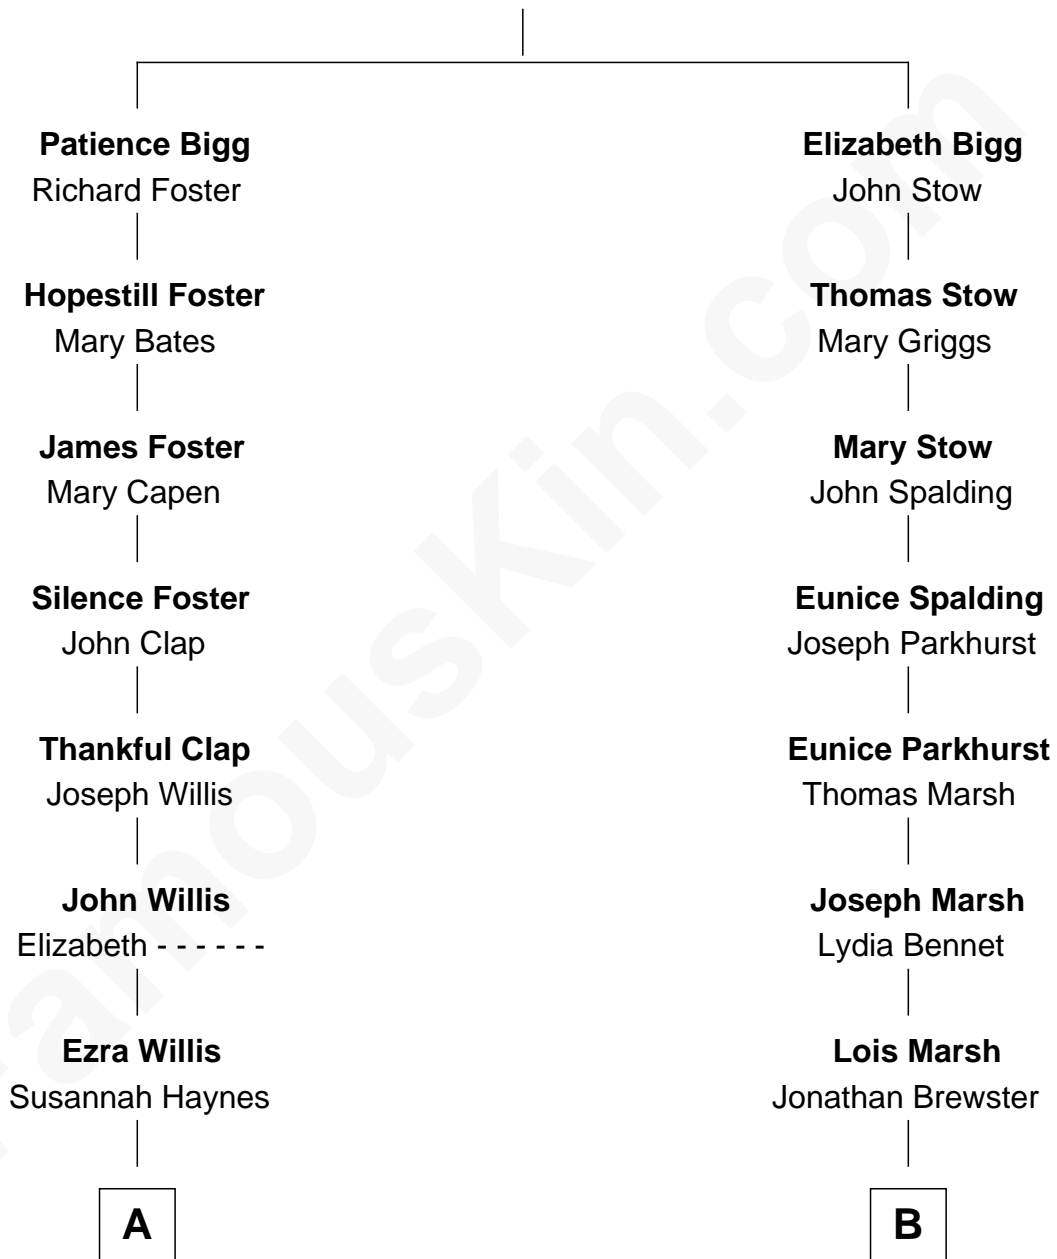 Patience Bigg
Richard Foster
Hopestill Foster
Mary Bates
James Foster
Mary Capen
Silence Foster
John Clap
Thankful Clap
Joseph Willis
John Willis
Elizabeth - - - - - -
Ezra Willis
Susannah Haynes
A
Elizabeth Bigg
John Stow
Thomas Stow
Mary Griggs
Mary Stow
John Spalding
Eunice Spalding
Joseph Parkhurst
Eunice Parkhurst
Thomas Marsh
Joseph Marsh
Lydia Bennet
Lois Marsh
Jonathan Brewster
B
FamousKin.com